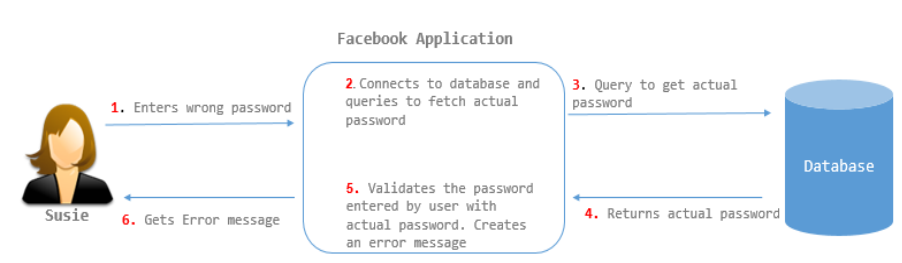 Facebook Application
1. Enters wrong password
2.Connects to database and
queries to fetch actual
password
3. Query to get actual
password
Database
4. Returns actual password
5. Validates the password
entered by user with
actual password. Creates
an error message
6. Gets Error message
Susie